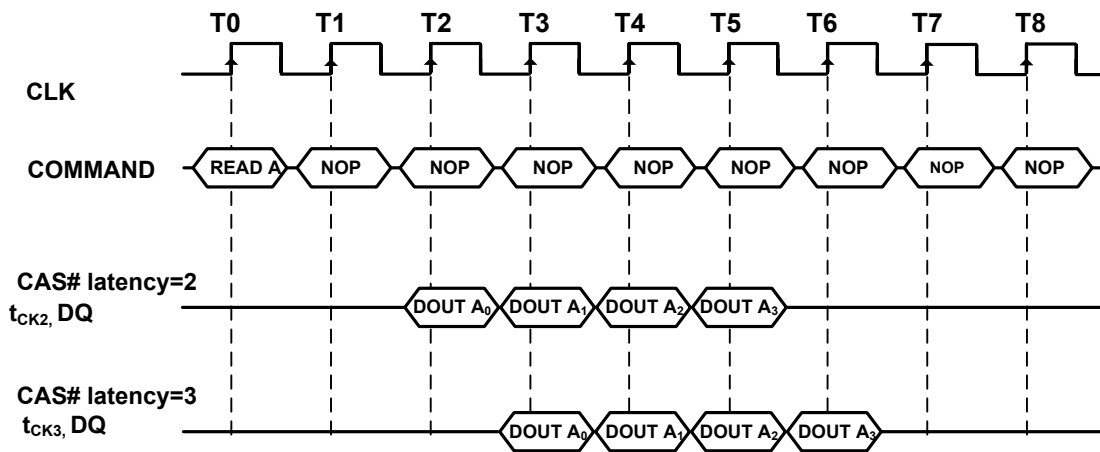 T0 T1 T2 T3 T4 T5 T6 T7 T8
CLK
COMMAND READ A NOP NOP NOP NOP NOP NOP NOP NOP
CAS# latency=2
tCK2, DQ DOUT A0 DOUT A1 DOUT A2 DOUT A3
CAS# latency=3
tCK3, DQ DOUT A0 DOUT A1 DOUT A2 DOUT A3